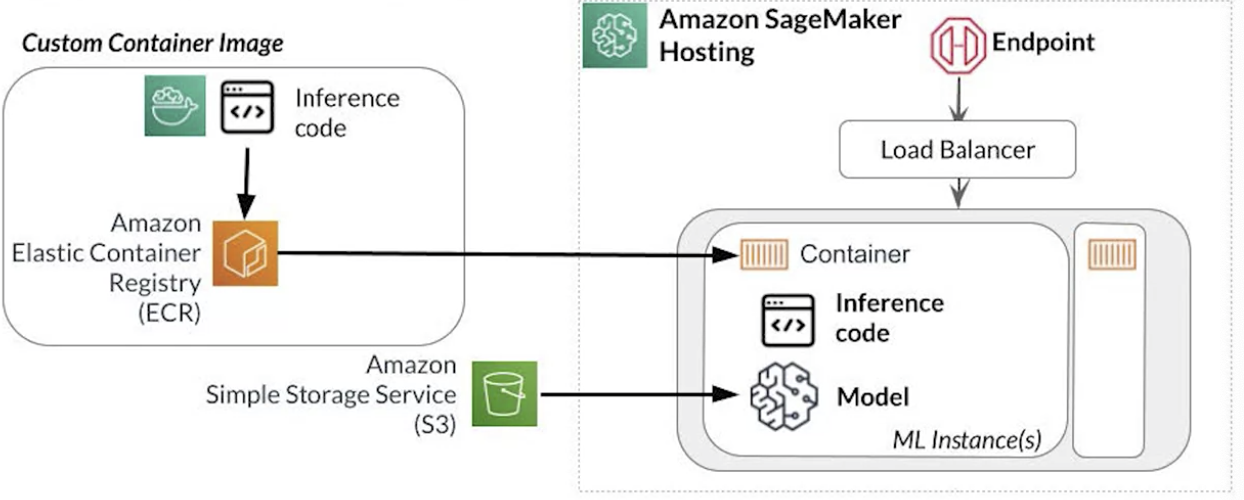 Custom Container Image
Inference
code
Amazon
Elastic Container
Registry
(ECR)
Amazon
Simple Storage Service
(S3)
Amazon SageMaker
Hosting
Endpoint
Load Balancer
Container
Inference
code
Model
ML Instance(s)